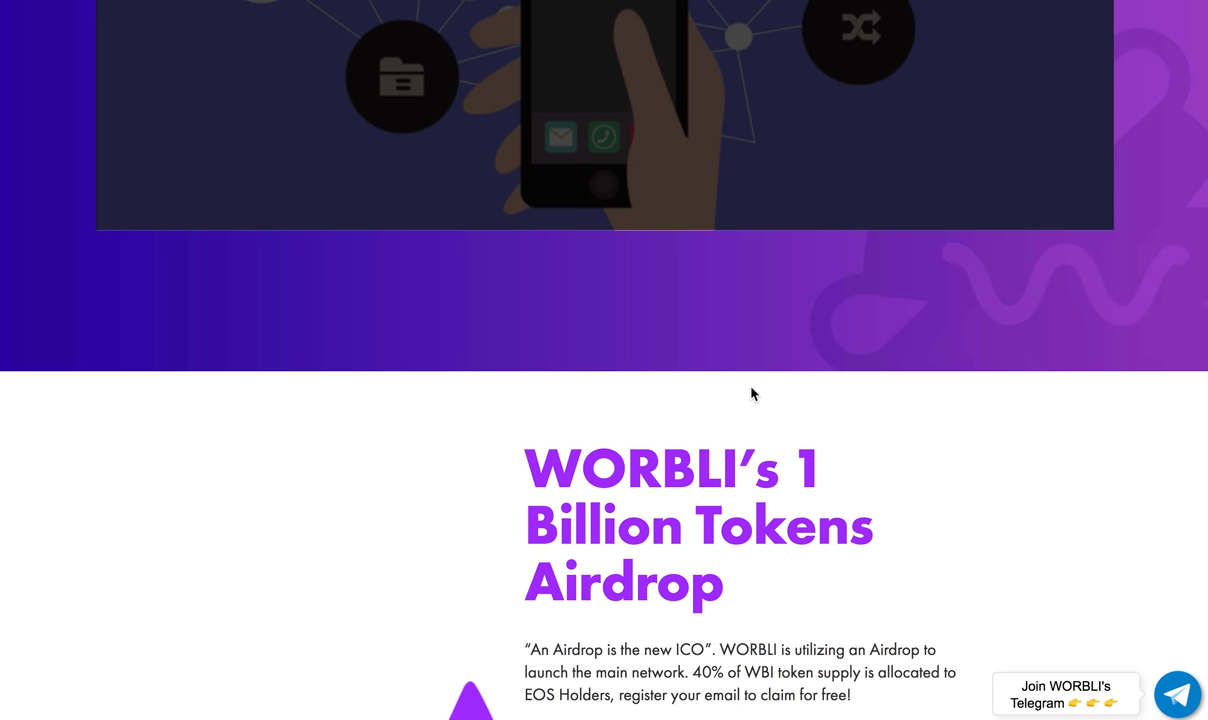 WORBLI’s 1
Billion Tokens
Airdrop
“An Airdrop is the new ICO”. WORBLI is utilizing an Airdrop to
launch the main network. 40% of WBI token supply is allocated to
EOS Holders, register your email to claim for free!
Join WORBLI's
Telegram 👉 👉 👉